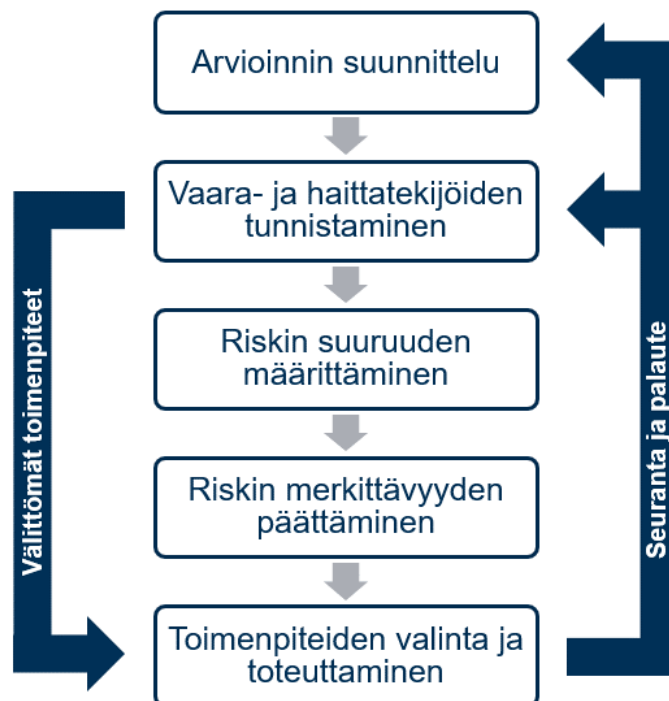 Arvioinnin suunnittelu
Vaara- ja haittatekijöiden
tunnistaminen
Riskin suuruuden
määrittäminen
Riskin merkittävyyden
päättäminen
Toimenpiteiden valinta ja
toteuttaminen
Välittömät toimenpiteet
Seuranta ja palaute